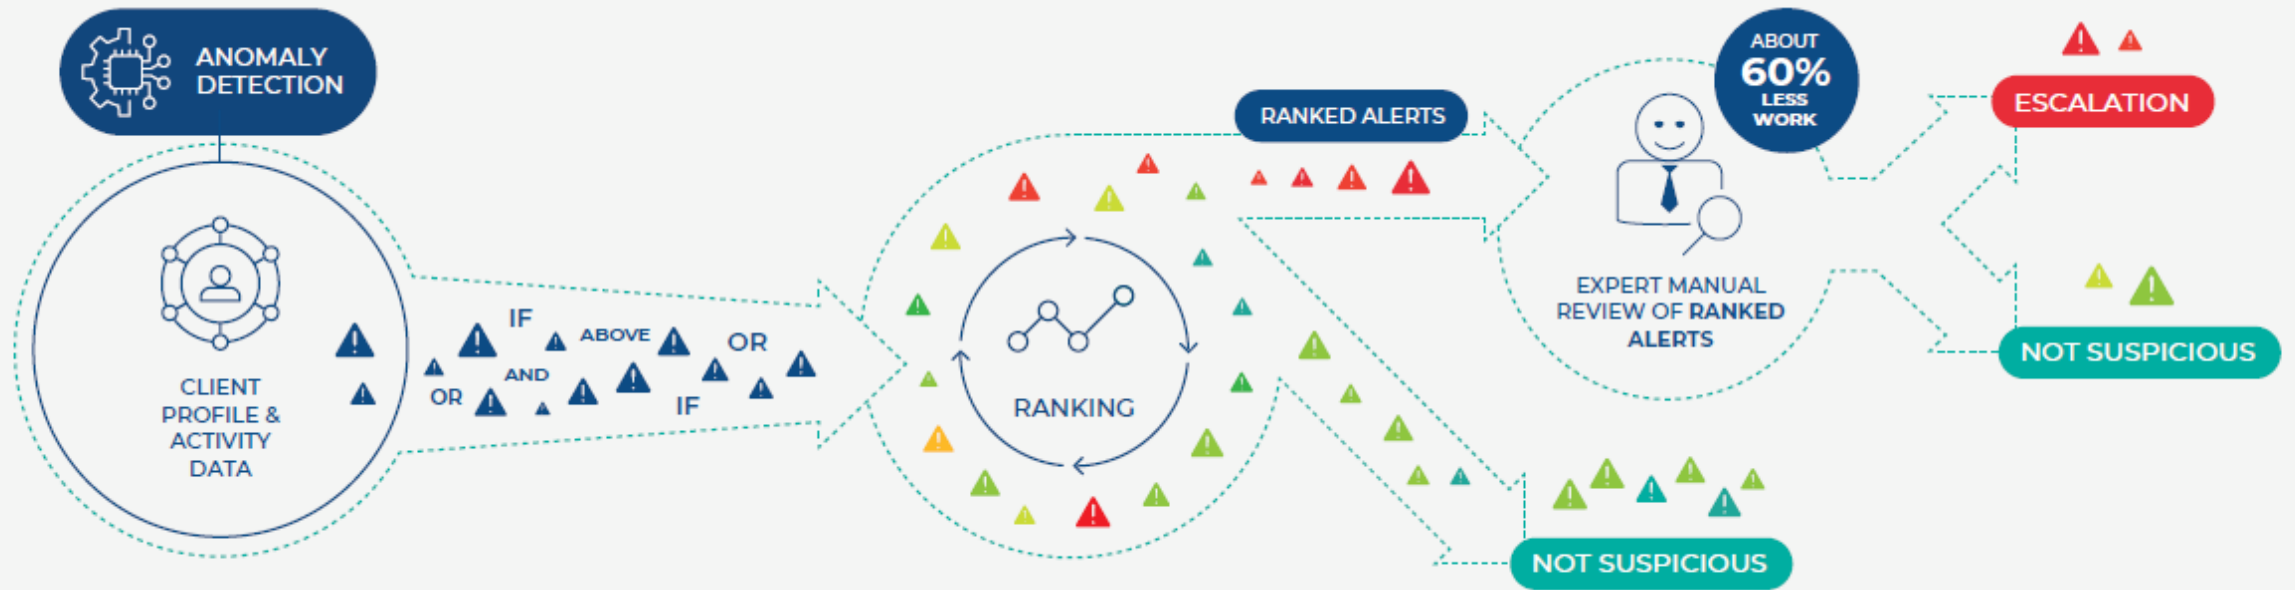 ANOMALY
DETECTION
CLIENT
PROFILE &
ACTIVITY
DATA
IF
ABOVE
OR
AND
OR
IF
RANKING
RANKED ALERTS
ABOUT
60%
LESS
WORK
EXPERT MANUAL
REVIEW OF RANKED
ALERTS
ESCALATION
NOT SUSPICIOUS
NOT SUSPICIOUS